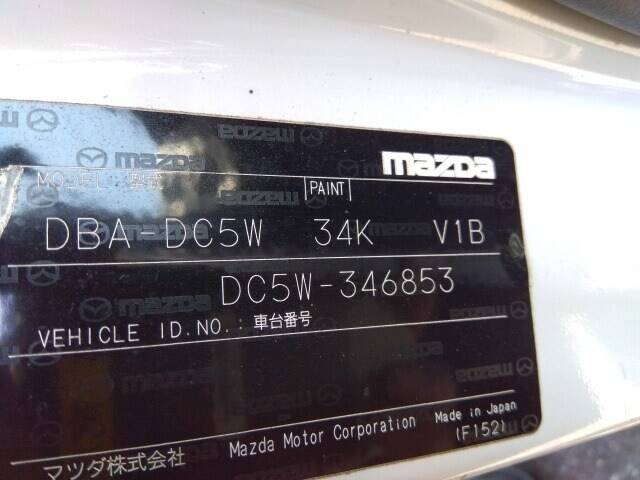 mazda
MODEL:型式 PAINT
DBA-DC5W 34K V1B
DC5W-346853
VEHICLE ID.NO.:車台番号
マツダ株式会社 Mazda Motor Corporation Made in Japan
(F152)